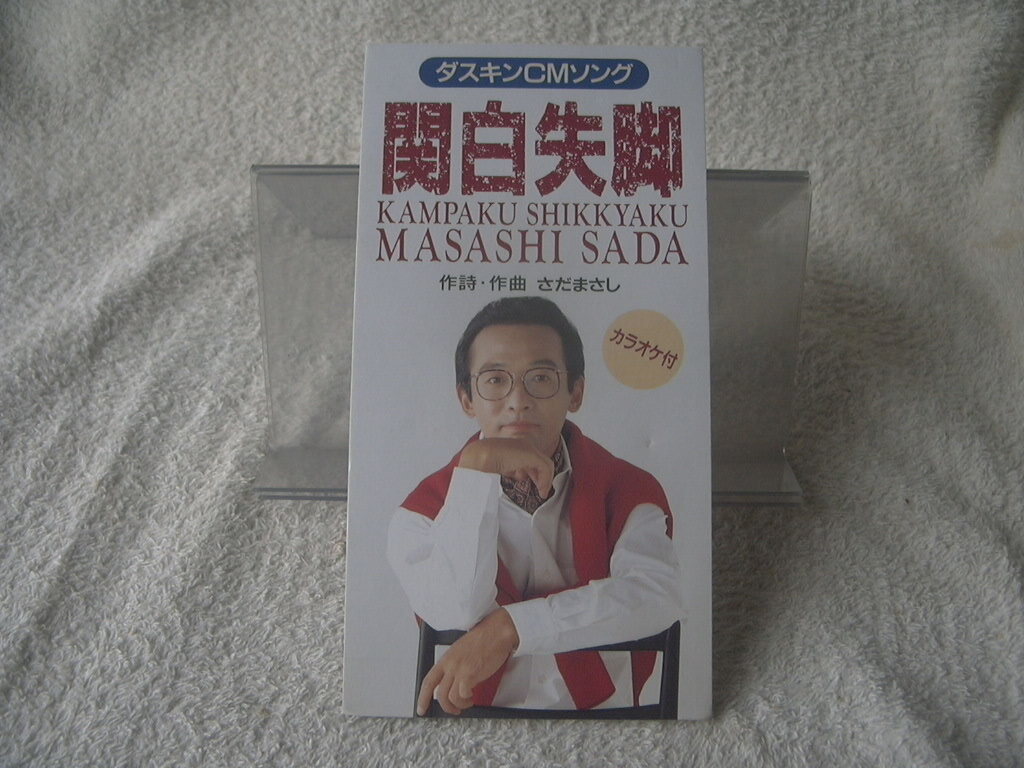 ダスキンCMソング
関白失脚
KAMPAKU SHIKKYAKU
MASASHI SADA
作詩・作曲 さだまさし
カラオケ付